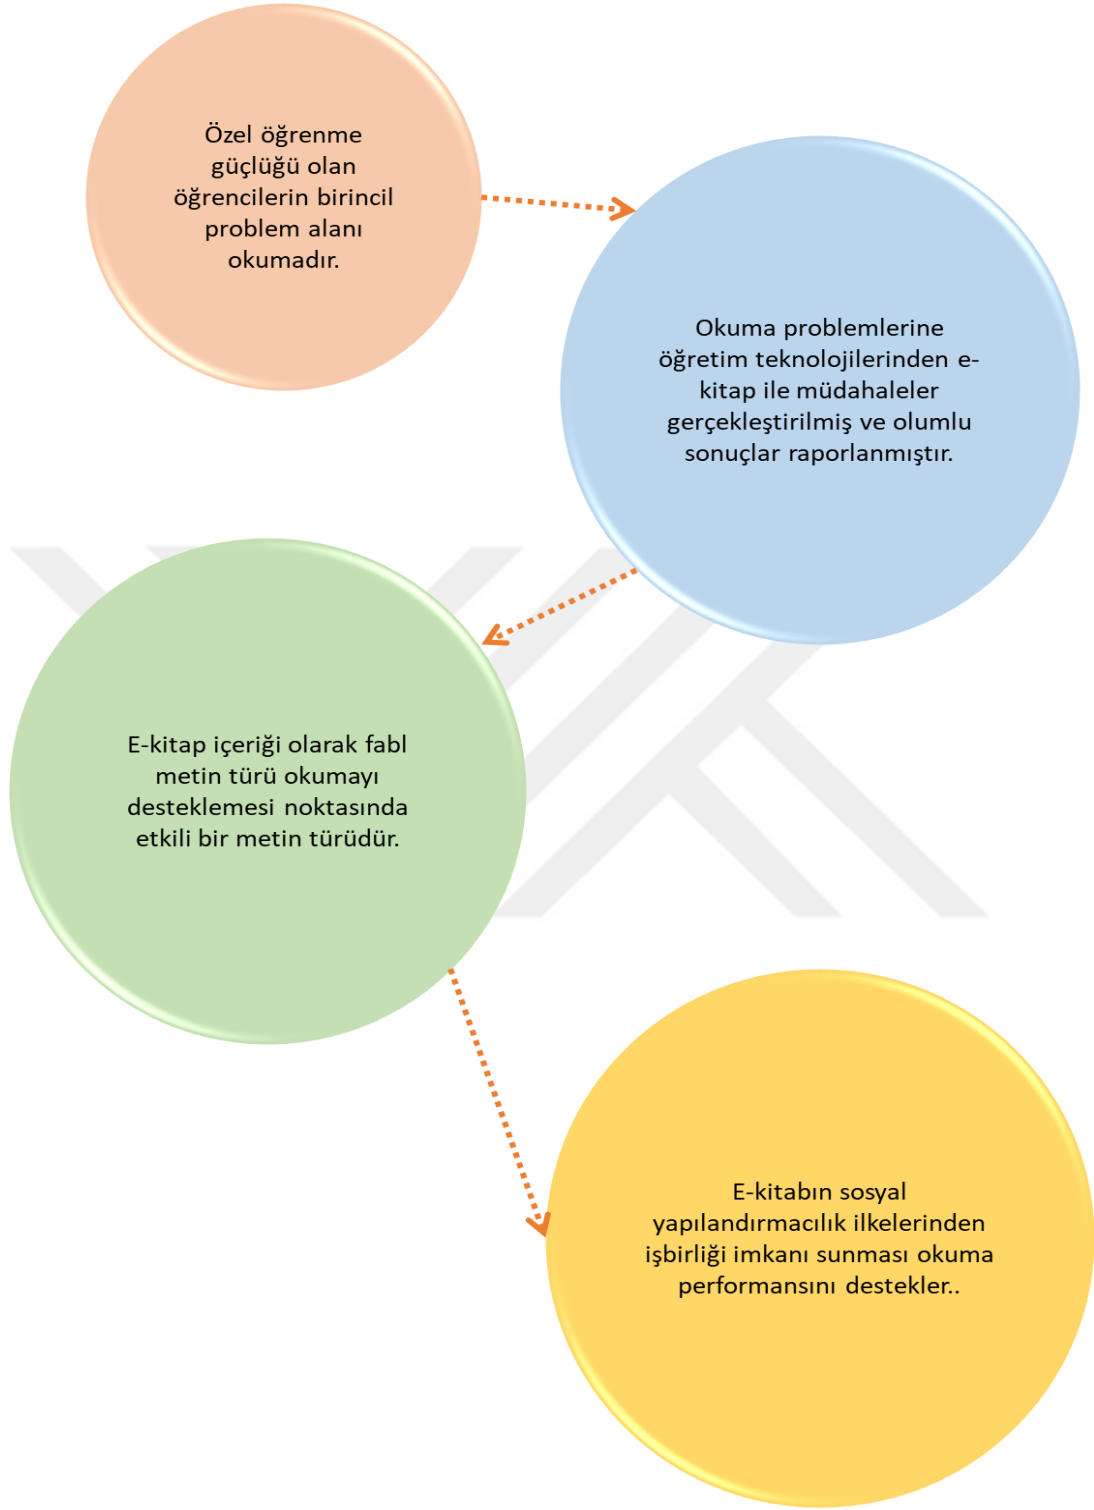 Özel öğrenme
güçlüğü olan
öğrencilerin birincil
problem alanı
okumadır.
Okuma problemlerine
öğretim teknolojilerinden e-
kitap ile müdahaleler
gerçekleştirilmiş ve olumlu
sonuçlar raporlanmıştır.
E-kitap içeriği olarak fabl
metin türü okumayı
desteklemesi noktasında
etkili bir metin türüdür.
E-kitabın sosyal
yapılandırmacılık ilkelerinden
işbirliği imkanı sunması okuma
performansını destekler..